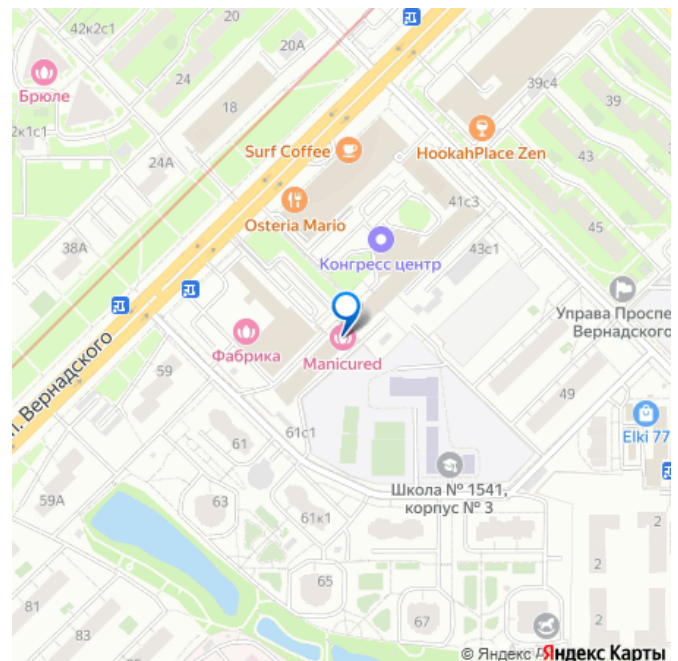 42к2с1
20
20А
Брюле
24
18
39с4
39
2к1с1
24А
Surf Coffee
HookahPlace Zen
43
Osteria Mario
41с3
38А
Конгресс центр
43с1
45
Управа Проспе
Вернадского
Фабрика
Manicured
п. Вернадского
59
49
Elki 77
61с1
61
Школа № 1541,
корпус № 3
59А
63
61к1
2
65
2
81
67
83
2
© Яндекс
Яндекс Карты